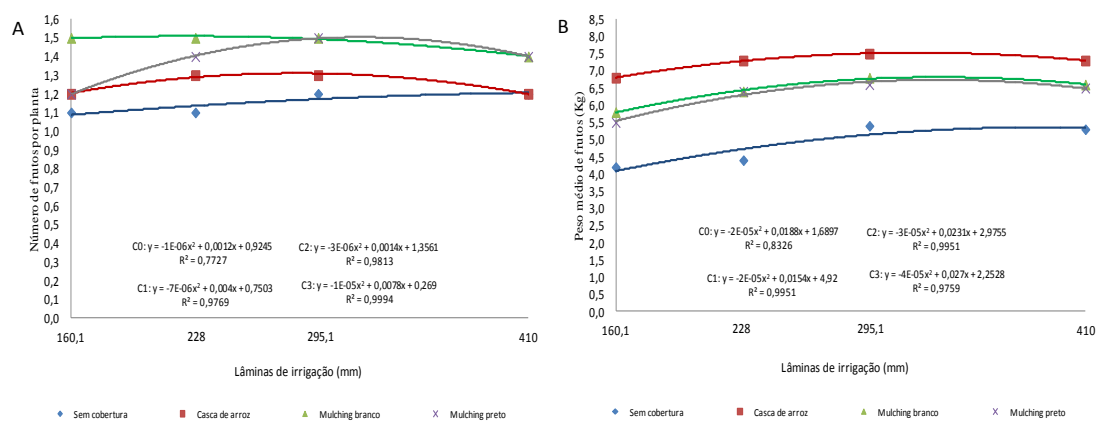 A
Número de frutos por planta
1,6
1,5
1,4
1,3
1,2
1,1
1,0
0,9
0,8
0,7
0,6
0,5
0,4
0,3
0,2
0,1
0,0
C0: y = -1E-06x² + 0,0012x + 0,9245
R² = 0,7727
C2: y = -3E-06x² + 0,0014x + 1,3561
R² = 0,9813
C1: y = -7E-06x² + 0,004x + 0,7503
R² = 0,9769
C3: y = -1E-05x² + 0,0078x + 0,269
R² = 0,9994
160,1 228 295,1 410
Lâminas de irrigação (mm)
Sem cobertura Casca de arroz Mulching branco Mulching preto
B
Peso médio de frutos (Kg)
8,5
8,0
7,5
7,0
6,5
6,0
5,5
5,0
4,5
4,0
3,5
3,0
2,5
2,0
1,5
1,0
0,5
0,0
C0: y = -2E-05x² + 0,0188x + 1,6897
R² = 0,8326
C2: y = -3E-05x² + 0,0231x + 2,9755
R² = 0,9951
C1: y = -2E-05x² + 0,0154x + 4,92
R² = 0,9951
C3: y = -4E-05x² + 0,027x + 2,2528
R² = 0,9759
160,1 228 295,1 410
Lâminas de irrigação (mm)
Sem cobertura Casca de arroz Mulching branco Mulching preto